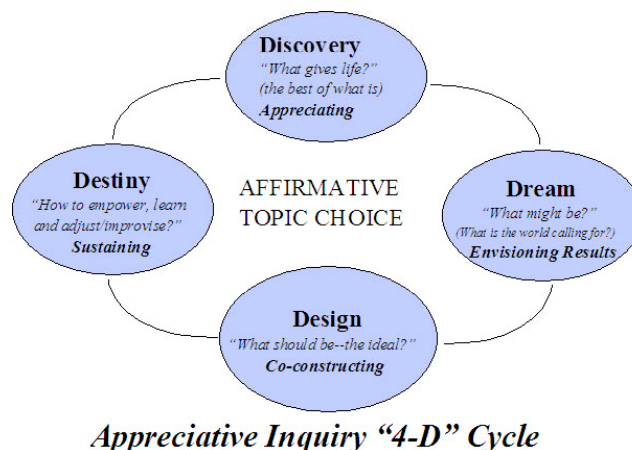 Discovery
“What gives life?”
(the best of what is)
Appreciating
Destiny
“How to empower, learn
and adjust/improvise?”
Sustaining
AFFIRMATIVE
TOPIC CHOICE
Dream
“What might be?”
(What is the world calling for?)
Envisioning Results
Design
“What should be--the ideal?”
Co-constructing
Appreciative Inquiry “4-D” Cycle